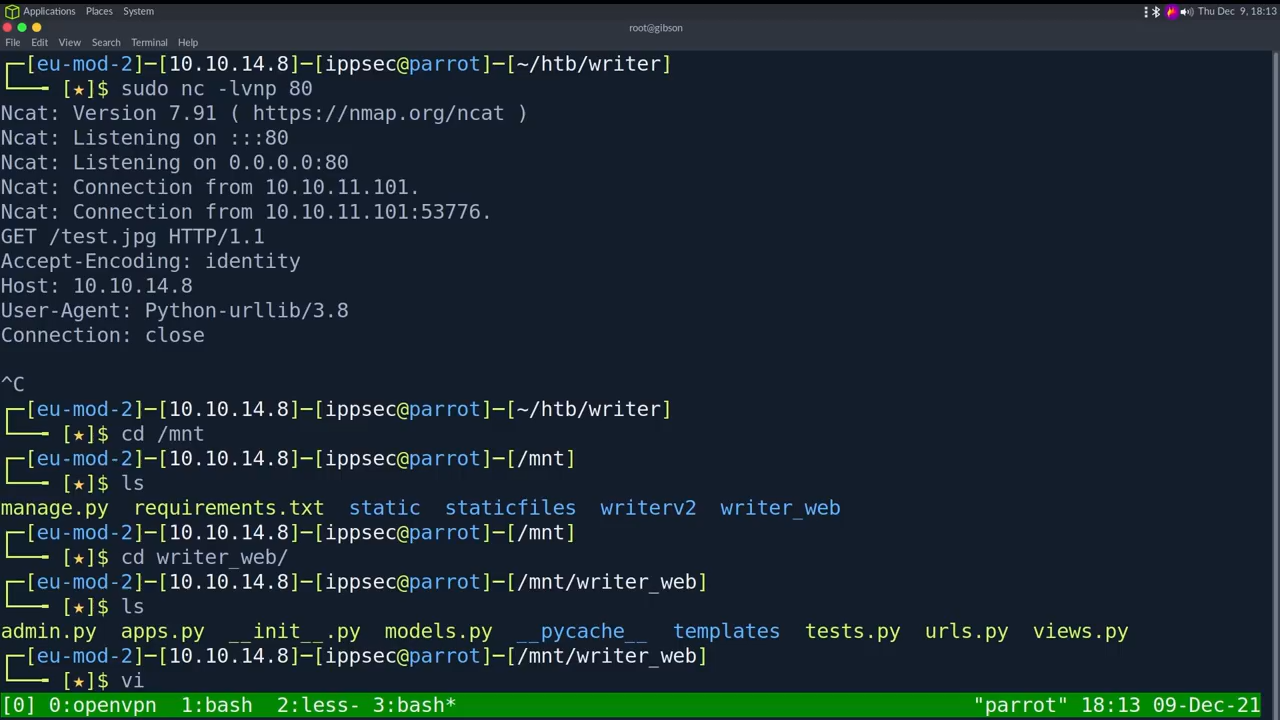 Applications Places System Thu Dec 9, 18:13
root@gibson
File Edit View Search Terminal Help
┌─[eu-mod-2]─[10.10.14.8]─[ippsec@parrot]─[~/htb/writer]
└──╼ [★]$ sudo nc -lvnp 80
Ncat: Version 7.91 ( https://nmap.org/ncat )
Ncat: Listening on :::80
Ncat: Listening on 0.0.0.0:80
Ncat: Connection from 10.10.11.101.
Ncat: Connection from 10.10.11.101:53776.
GET /test.jpg HTTP/1.1
Accept-Encoding: identity
Host: 10.10.14.8
User-Agent: Python-urllib/3.8
Connection: close
^C
┌─[eu-mod-2]─[10.10.14.8]─[ippsec@parrot]─[~/htb/writer]
└──╼ [★]$ cd /mnt
┌─[eu-mod-2]─[10.10.14.8]─[ippsec@parrot]─[/mnt]
└──╼ [★]$ ls
manage.py requirements.txt static staticfiles writerv2 writer_web
┌─[eu-mod-2]─[10.10.14.8]─[ippsec@parrot]─[/mnt]
└──╼ [★]$ cd writer_web/
┌─[eu-mod-2]─[10.10.14.8]─[ippsec@parrot]─[/mnt/writer_web]
└──╼ [★]$ ls
admin.py apps.py __init__.py models.py __pycache__ templates tests.py urls.py views.py
┌─[eu-mod-2]─[10.10.14.8]─[ippsec@parrot]─[/mnt/writer_web]
└──╼ [★]$ vi
[0] 0:openvpn 1:bash 2:less- 3:bash* "parrot" 18:13 09-Dec-21